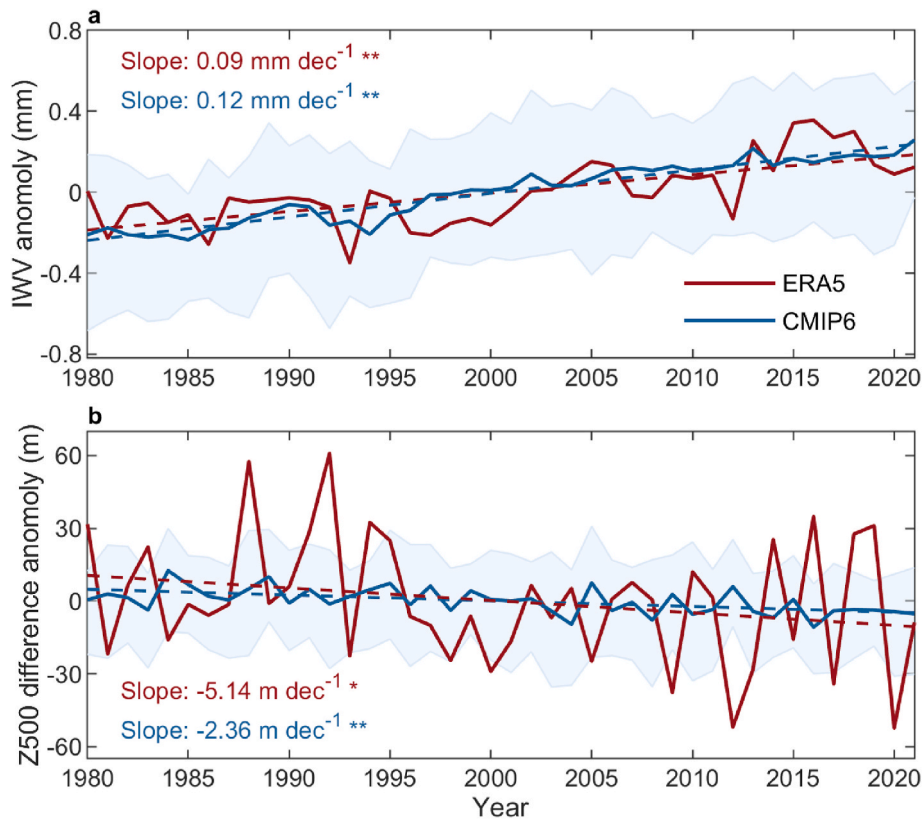 a
0.8
Slope: 0.09 mm dec⁻¹ **
Slope: 0.12 mm dec⁻¹ **
0.4
IWV anomoly (mm)
0
-0.4
ERA5
CMIP6
-0.8
1980 1985 1990 1995 2000 2005 2010 2015 2020
b
60
30
Z500 difference anomoly (m)
0
-30
Slope: -5.14 m dec⁻¹ *
Slope: -2.36 m dec⁻¹ **
-60
1980 1985 1990 1995 2000 2005 2010 2015 2020
Year